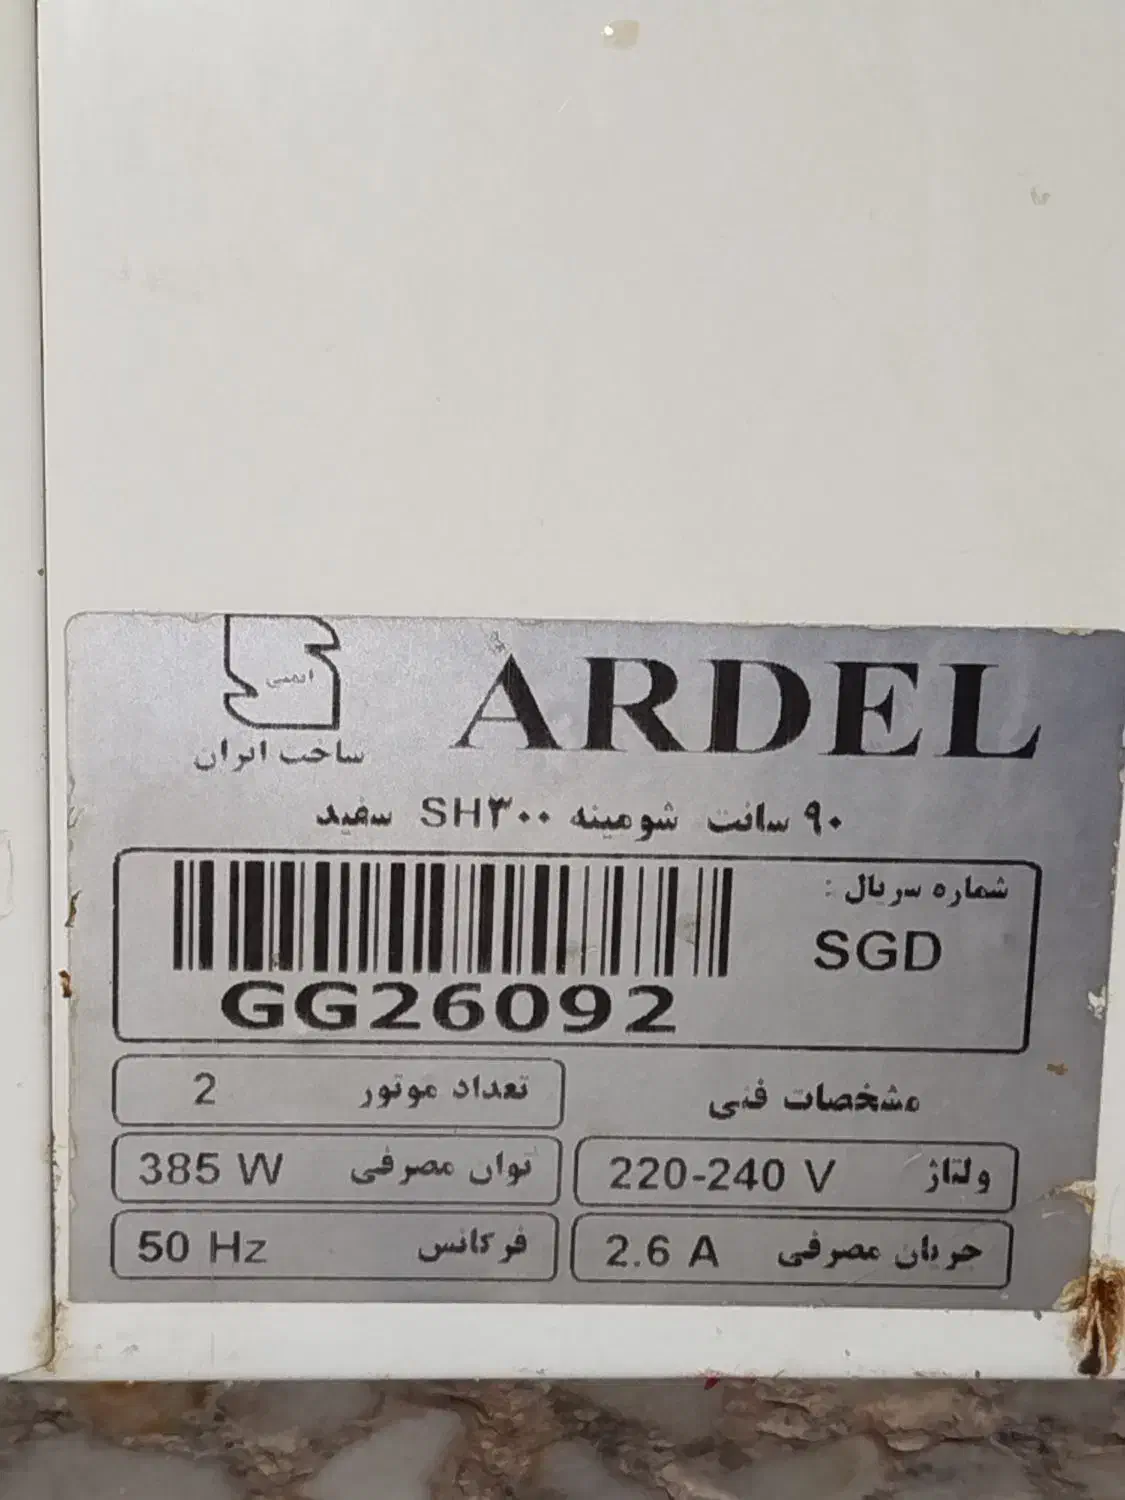 ایمنی
ساخت ایران
ARDEL
۹۰ سانت شومینه SH۳۰۰ سفید
شماره سریال :
SGD
GG26092
مشخصات فنی
تعداد موتور 2
ولتاژ 220-240 V
توان مصرفی 385 W
جریان مصرفی 2.6 A
فرکانس 50 Hz